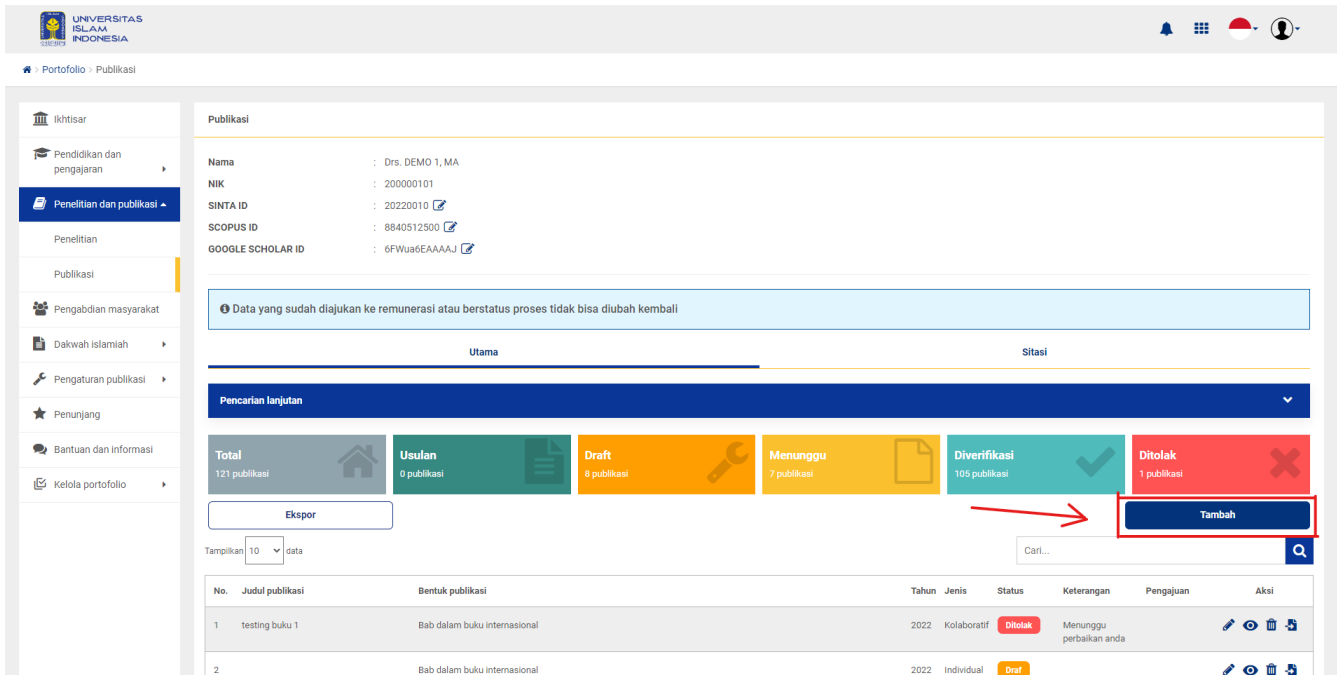 UNIVERSITAS
ISLAM
INDONESIA
> Portofolio > Publikasi
Ikhtisar
Pendidikan dan
pengajaran
Penelitian dan publikasi
Penelitian
Publikasi
Pengabdian masyarakat
Dakwah islamiah
Pengaturan publikasi
Penunjang
Bantuan dan informasi
Kelola portofolio
Publikasi
Nama : Drs. DEMO 1, MA
NIK : 200000101
SINTA ID : 20220010
SCOPUS ID : 8840512500
GOOGLE SCHOLAR ID : 6FWua6EAAAAJ
Data yang sudah diajukan ke remunerasi atau berstatus proses tidak bisa diubah kembali
Utama Sitasi
Pencarian lanjutan
Total
121 publikasi
Usulan
0 publikasi
Draft
8 publikasi
Menunggu
7 publikasi
Diverifikasi
105 publikasi
Ditolak
1 publikasi
Ekspor Tambah
Tampilkan 10 data Cari...
No. Judul publikasi Bentuk publikasi Tahun Jenis Status Keterangan Pengajuan Aksi
1 testing buku 1 Bab dalam buku internasional 2022 Kolaboratif Ditolak Menunggu
perbaikan anda
2 Bab dalam buku internasional 2022 Individual Draf